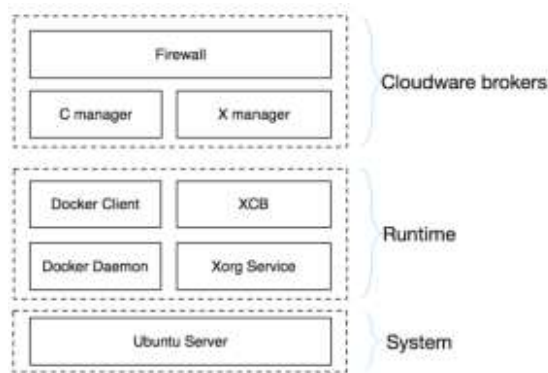 Firewall
Cloudware brokers
C manager
X manager
Docker Client
XCB
Runtime
Docker Daemon
Xorg Service
Ubuntu Server
System